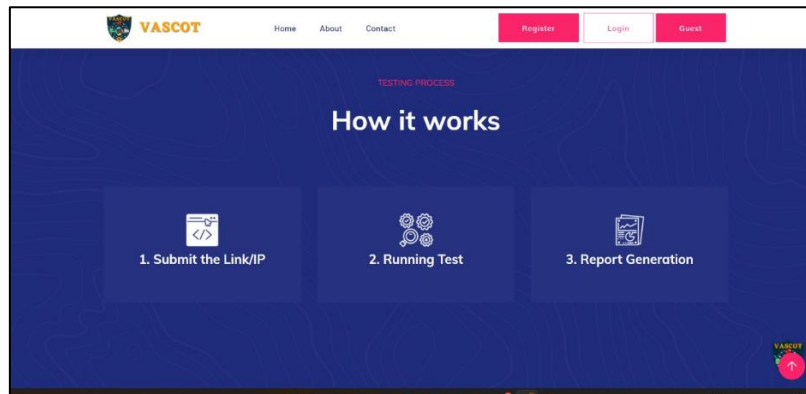 VASCOT
Home About Contact Register Login Guest
TESTING PROCESS
How it works
1. Submit the Link/IP 2. Running Test 3. Report Generation
VASCOT